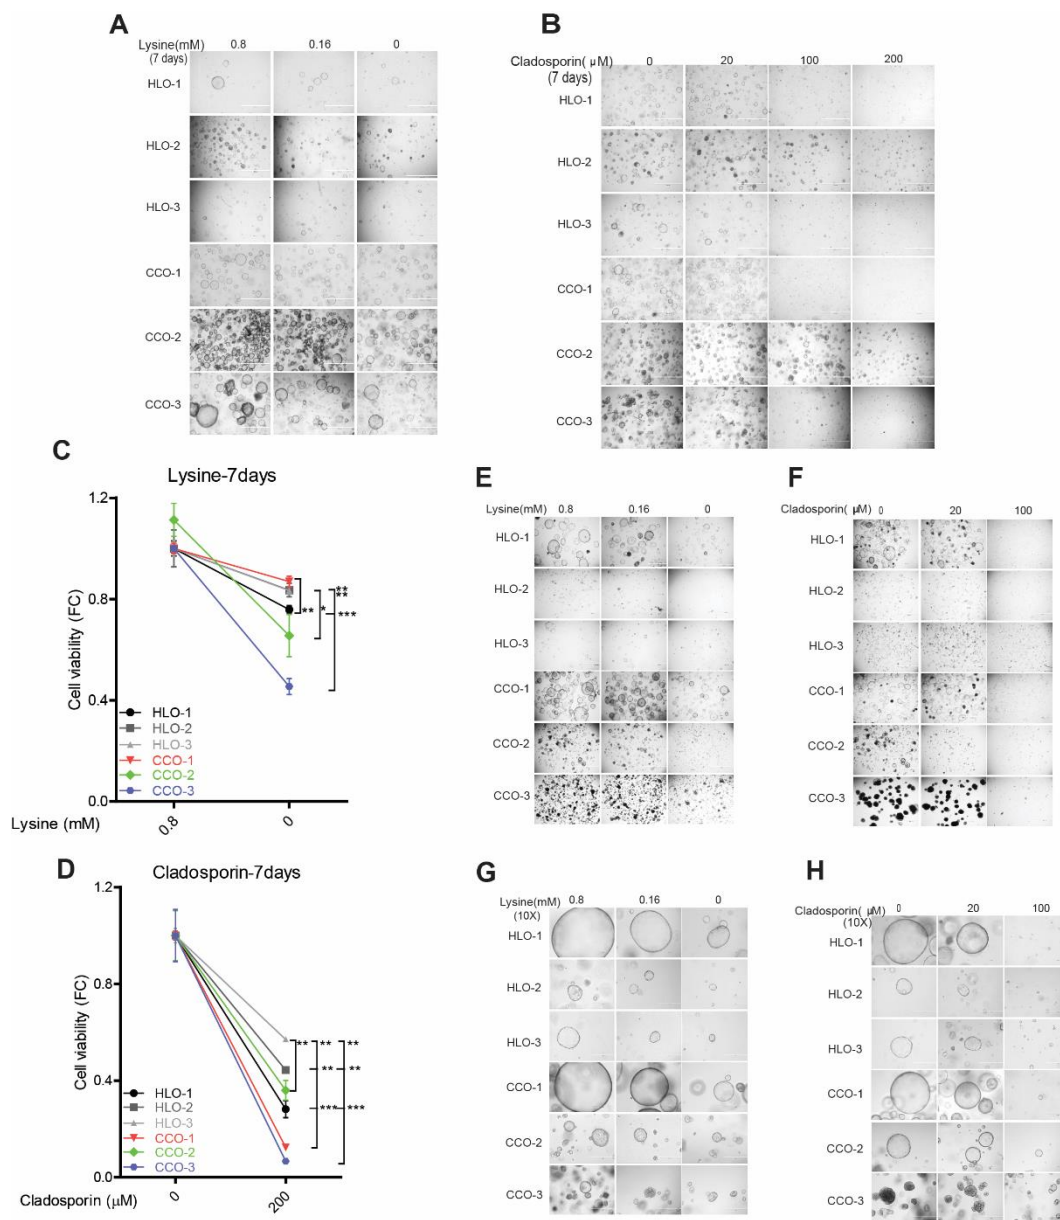 A
Lysine(mM) 0.8 0.16 0
(7 days)
HLO-1
HLO-2
HLO-3
CCO-1
CCO-2
CCO-3
B
Cladosporin( μM) 0 20 100 200
(7 days)
HLO-1
HLO-2
HLO-3
CCO-1
CCO-2
CCO-3
C
Lysine-7days
Cell viability (FC)
1.2
0.8
0.4
0.0
HLO-1
HLO-2
HLO-3
CCO-1
CCO-2
CCO-3
** * ** ** ***
Lysine (mM) 0.8 0
D
Cladosporin-7days
Cell viability (FC)
1.2
0.8
0.4
0.0
HLO-1
HLO-2
HLO-3
CCO-1
CCO-2
CCO-3
** ** **
** **
*** ***
Cladosporin (μM) 0 200
E
Lysine(mM) 0.8 0.16 0
HLO-1
HLO-2
HLO-3
CCO-1
CCO-2
CCO-3
F
Cladosporin( μM) 0 20 100
HLO-1
HLO-2
HLO-3
CCO-1
CCO-2
CCO-3
G
Lysine(mM) 0.8 0.16 0
(10X)
HLO-1
HLO-2
HLO-3
CCO-1
CCO-2
CCO-3
H
Cladosporin( μM) 0 20 100
(10X)
HLO-1
HLO-2
HLO-3
CCO-1
CCO-2
CCO-3